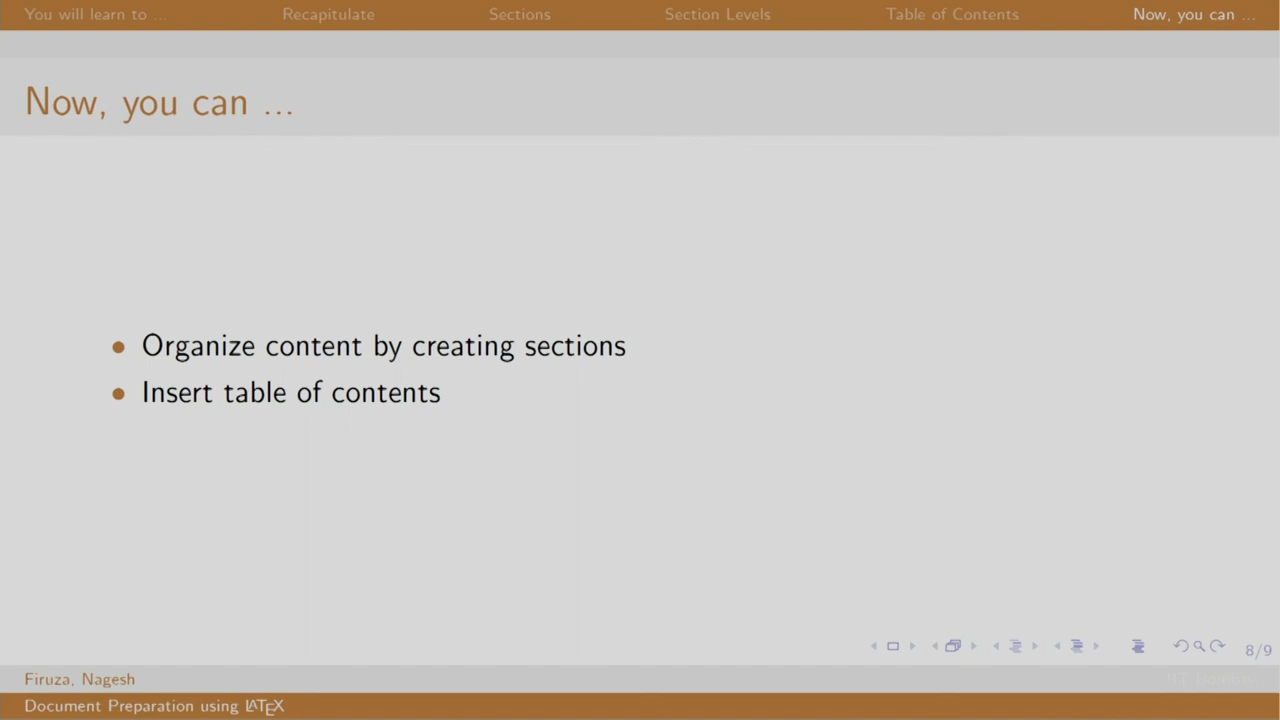 You will learn to ... Recapitulate Sections Section Levels Table of Contents Now, you can ...
Now, you can ...
• Organize content by creating sections
• Insert table of contents
8/9
Firuza, Nagesh
Document Preparation using LATEX